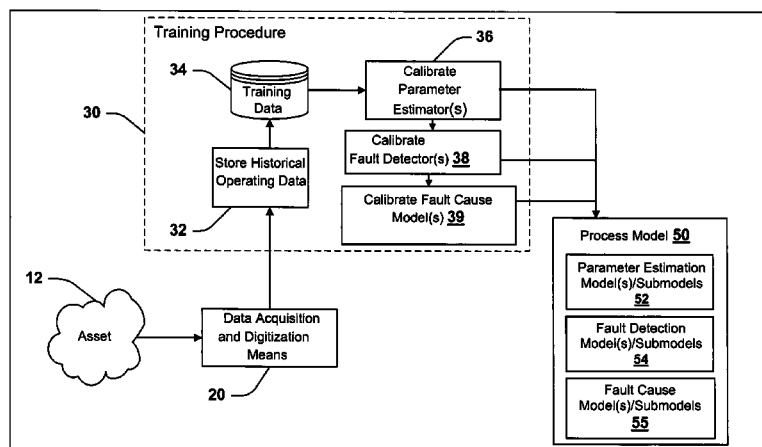 Training Procedure
36
34
Training
Data
Calibrate
Parameter
Estimator(s)
30
Calibrate
Fault Detector(s) 38
Store Historical
Operating Data
Calibrate Fault Cause
Model(s) 39
32
Process Model 50
Parameter Estimation
Model(s)/Submodels
52
12
Asset
Data Acquisition
and Digitization
Means
20
Fault Detection
Model(s)/Submodels
54
Fault Cause
Model(s)/Submodels
55